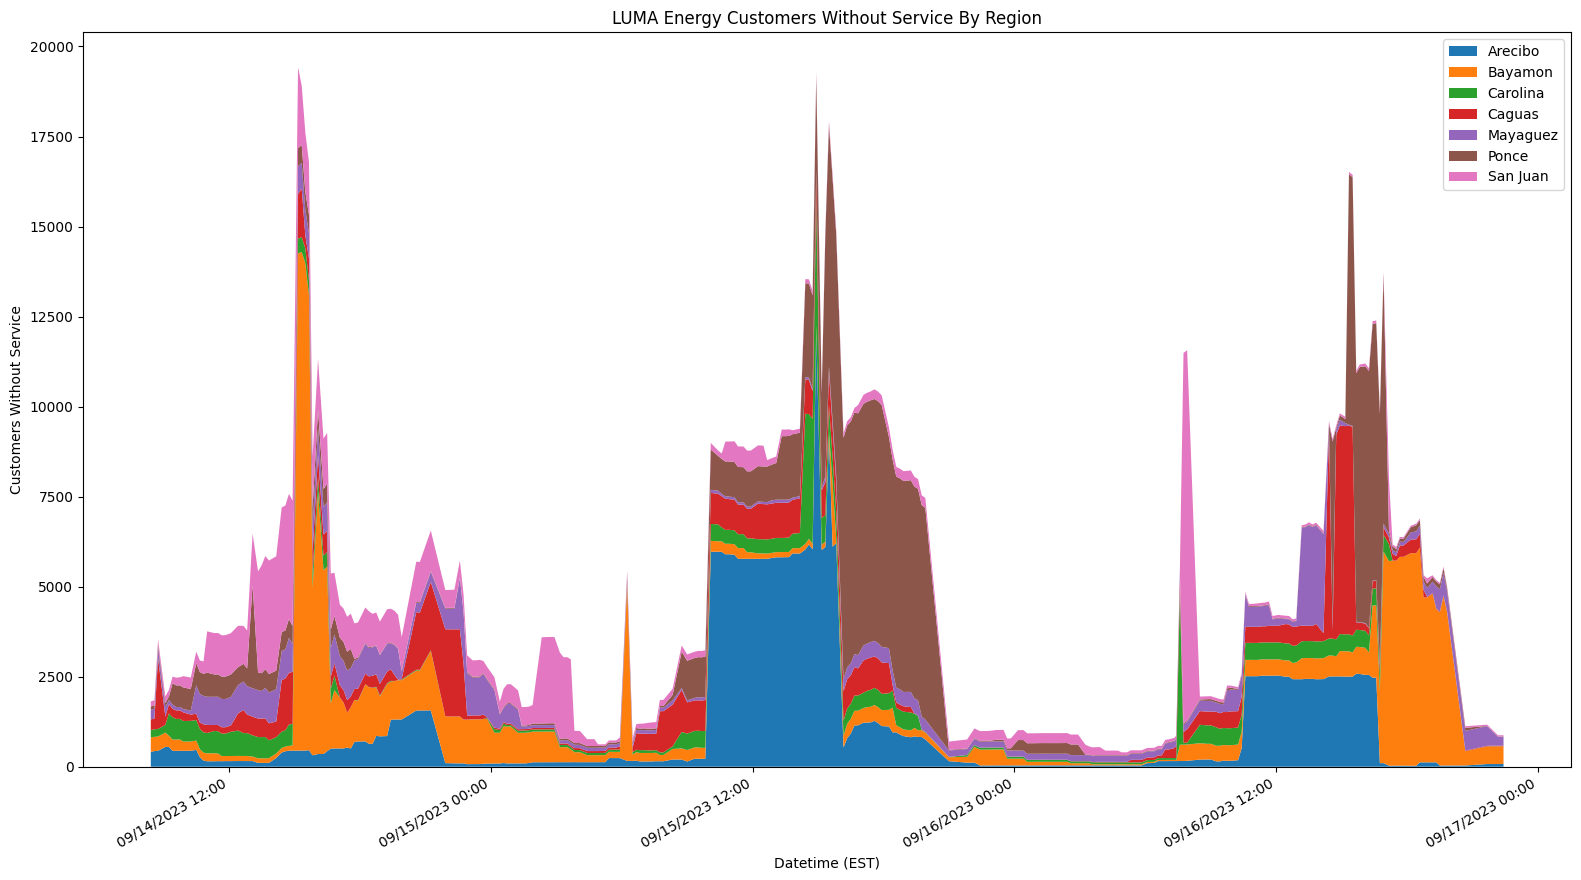 LUMA Energy Customers Without Service By Region
Arecibo
Bayamon
Carolina
Caguas
Mayaguez
Ponce
San Juan
Customers Without Service
20000
17500
15000
12500
10000
7500
5000
2500
0
09/14/2023 12:00
09/15/2023 00:00
09/15/2023 12:00
09/16/2023 00:00
09/16/2023 12:00
09/17/2023 00:00
Datetime (EST)